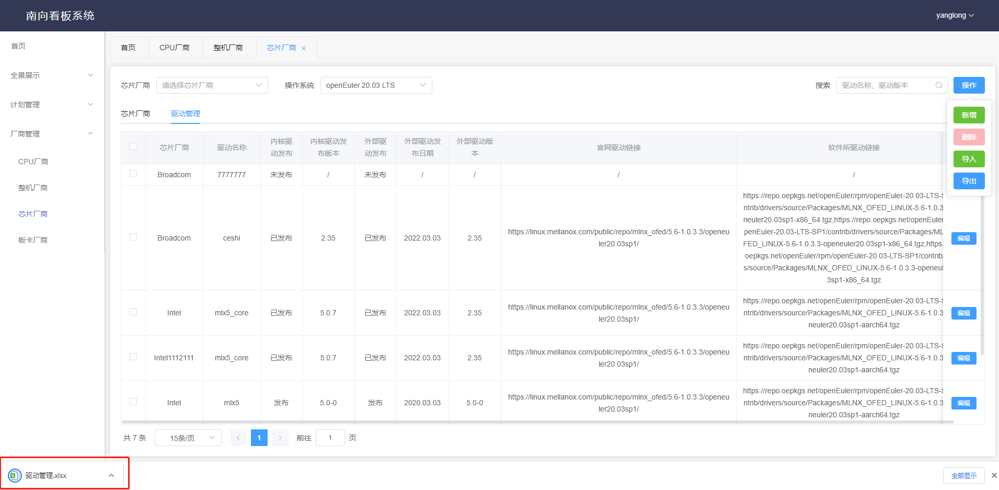 南向看板系统
yanglong
首页
全景展示
计划管理
厂商管理
CPU厂商
整机厂商
芯片厂商
板卡厂商
首页
CPU厂商
整机厂商
芯片厂商
芯片厂商
请选择芯片厂商
操作系统
openEuler 20.03 LTS
搜索
驱动名称、驱动版本
操作
新增
删除
导入
导出
芯片厂商
驱动管理
芯片厂商
驱动名称
内核驱
动发布
内核驱动发
布版本
外部驱
动发布
外部驱动发
布日期
外部驱动版
本
官网驱动链接
软件所驱动链接
Broadcom
7777777
未发布
/
未发布
/
/
/
/
Broadcom
ceshi
已发布
2.35
已发布
2022.03.03
2.35
https://linux.mellanox.com/public/repo/mlnx_ofed/5.6-1.0.3.3/openeu
ler20.03sp1/
https://repo.oepkgs.net/openEuler/rpm/openEuler-20.03-LTS-S
ntrib/drivers/source/Packages/MLNX_OFED_LINUX-5.6-1.0.3
neuler20.03sp1-x86_64.tgz,https://repo.oepkgs.net/openEuler
penEuler-20.03-LTS-SP1/contrib/drivers/source/Packages/ML
FED_LINUX-5.6-1.0.3.3-openeuler20.03sp1-x86_64.tgz,https:
oepkgs.net/openEuler/rpm/openEuler-20.03-LTS-SP1/contrib
s/source/Packages/MLNX_OFED_LINUX-5.6-1.0.3.3-openeul
3sp1-x86_64.tgz
编辑
Intel
mlx5_core
已发布
5.0.7
已发布
2022.03.03
2.35
https://linux.mellanox.com/public/repo/mlnx_ofed/5.6-1.0.3.3/openeu
ler20.03sp1/
https://repo.oepkgs.net/openEuler/rpm/openEuler-20.03-LTS-S
ntrib/drivers/source/Packages/MLNX_OFED_LINUX-5.6-1.0.3
neuler20.03sp1-aarch64.tgz
编辑
Intel1112111
mlx5_core
已发布
5.0.7
已发布
2022.03.03
2.35
https://linux.mellanox.com/public/repo/mlnx_ofed/5.6-1.0.3.3/openeu
ler20.03sp1/
https://repo.oepkgs.net/openEuler/rpm/openEuler-20.03-LTS-S
ntrib/drivers/source/Packages/MLNX_OFED_LINUX-5.6-1.0.3
neuler20.03sp1-aarch64.tgz
编辑
Intel
mlx5
发布
5.0-0
发布
2020.03.03
5.0-0
https://linux.mellanox.com/public/repo/mlnx_ofed/5.6-1.0.3.3/openeu
ler20.03sp1/
https://repo.oepkgs.net/openEuler/rpm/openEuler-20.03-LTS-S
ntrib/drivers/source/Packages/MLNX_OFED_LINUX-5.6-1.0.3
neuler20.03sp1-aarch64.tgz
编辑
共 7 条
15条/页
1
前往
1
页
驱动管理.xlsx
全部显示